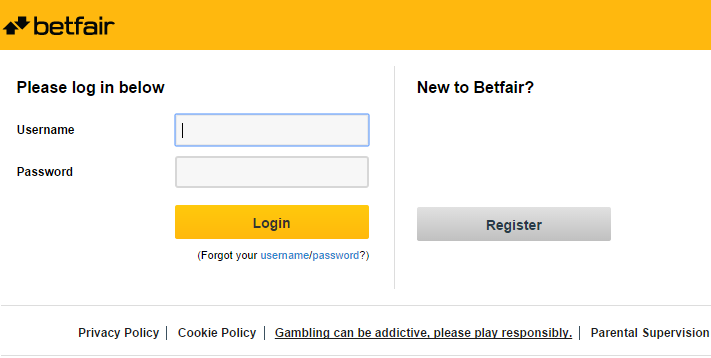 betfair
Please log in below
Username
Password
Login
(Forgot your username/password?)
New to Betfair?
Register
Privacy Policy | Cookie Policy | Gambling can be addictive, please play responsibly. | Parental Supervision